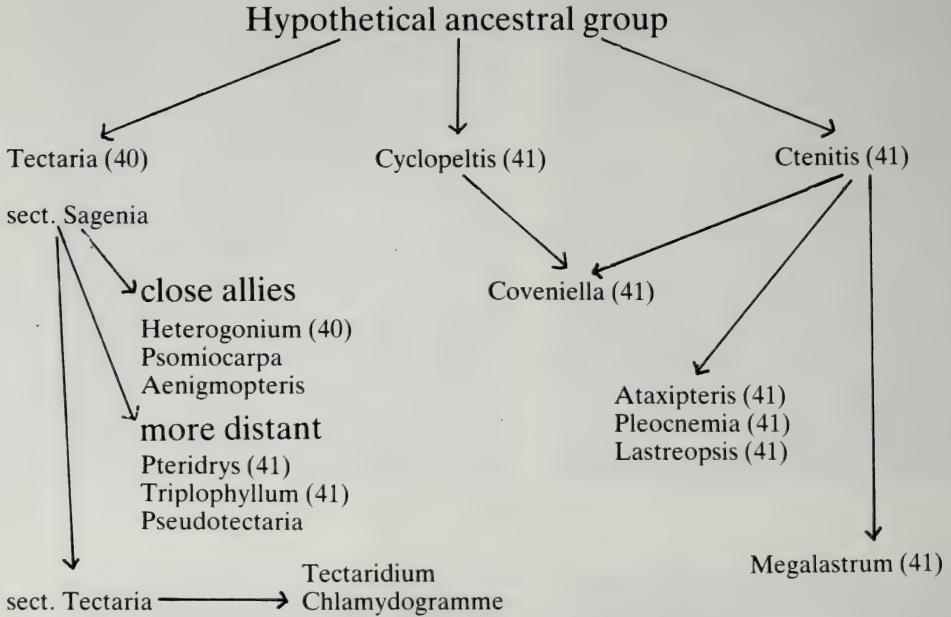 Hypothetical ancestral group
Tectaria (40)
Cyclopeltis (41)
Ctenitis (41)
sect. Sagenia
close allies
Heterogonium (40)
Psomiocarpa
Aenigmopteris
more distant
Pteridrys (41)
Triplophyllum (41)
Pseudotectaria
Coveniella (41)
Ataxipteris (41)
Pleocnemia (41)
Lastreopsis (41)
Megalastrum (41)
sect. Tectaria
Tectaridium
Chlamydogramme